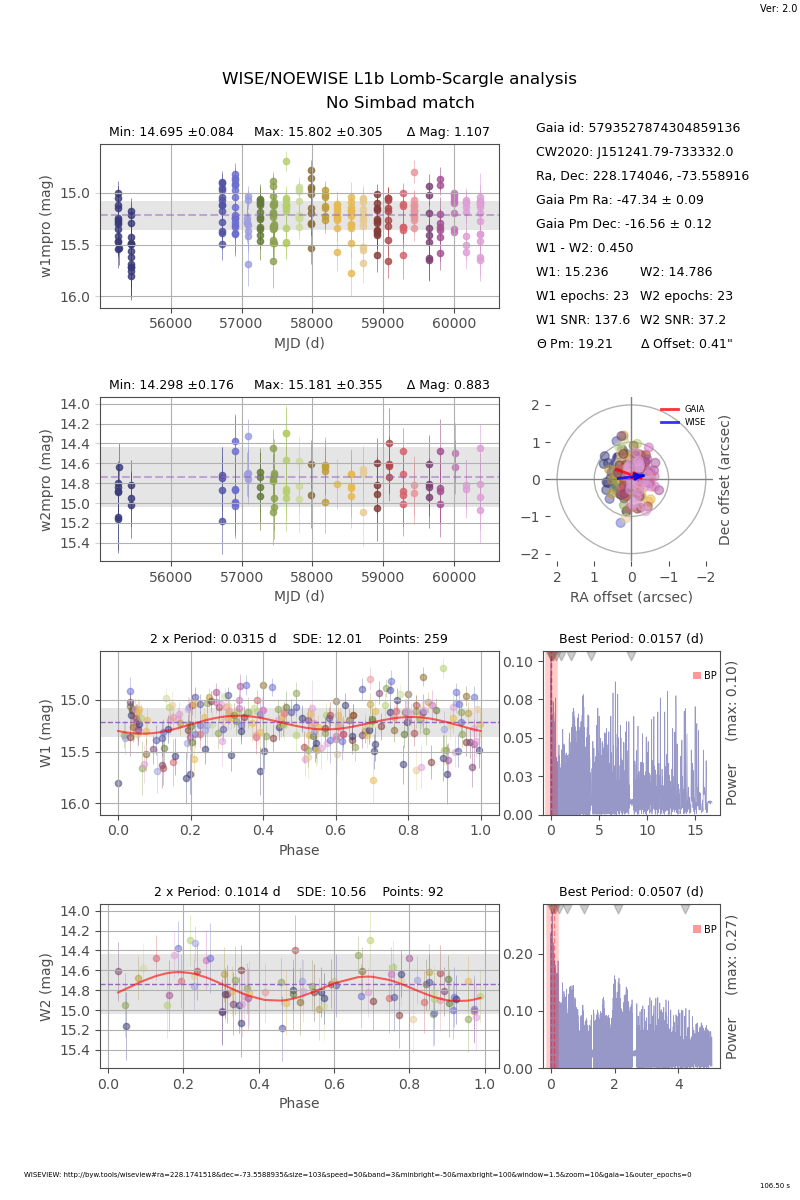 Ver: 2.0
WISE/NOEWISE L1b Lomb-Scargle analysis
No Simbad match
Min: 14.695 ±0.084 Max: 15.802 ±0.305 Δ Mag: 1.107
w1mpro (mag)
15.0
15.5
16.0
56000 57000 58000 59000 60000
MJD (d)
Gaia id: 5793527874304859136
CW2020: J151241.79-733332.0
Ra, Dec: 228.174046, -73.558916
Gaia Pm Ra: -47.34 ± 0.09
Gaia Pm Dec: -16.56 ± 0.12
W1 - W2: 0.450
W1: 15.236 W2: 14.786
W1 epochs: 23 W2 epochs: 23
W1 SNR: 137.6 W2 SNR: 37.2
Θ Pm: 19.21 Δ Offset: 0.41"
Min: 14.298 ±0.176 Max: 15.181 ±0.355 Δ Mag: 0.883
w2mpro (mag)
14.0
14.2
14.4
14.6
14.8
15.0
15.2
15.4
56000 57000 58000 59000 60000
MJD (d)
GAIA
WISE
2
1
0
−1
−2
2 1 0 −1 −2
RA offset (arcsec)
Dec offset (arcsec)
2 x Period: 0.0315 d SDE: 12.01 Points: 259
W1 (mag)
15.0
15.5
16.0
0.0 0.2 0.4 0.6 0.8 1.0
Phase
Best Period: 0.0157 (d)
BP
0.10
0.08
0.05
0.03
0.00
0 5 10 15
Power (max: 0.10)
2 x Period: 0.1014 d SDE: 10.56 Points: 92
W2 (mag)
14.0
14.2
14.4
14.6
14.8
15.0
15.2
15.4
0.0 0.2 0.4 0.6 0.8 1.0
Phase
Best Period: 0.0507 (d)
BP
0.20
0.10
0.00
0 2 4
Power (max: 0.27)
WISEVIEW: http://byw.tools/wiseview#ra=228.1741518&dec=-73.5588935&size=103&speed=50&band=3&minbright=-50&maxbright=100&window=1.5&zoom=10&gaia=1&outer_epochs=0
106.50 s